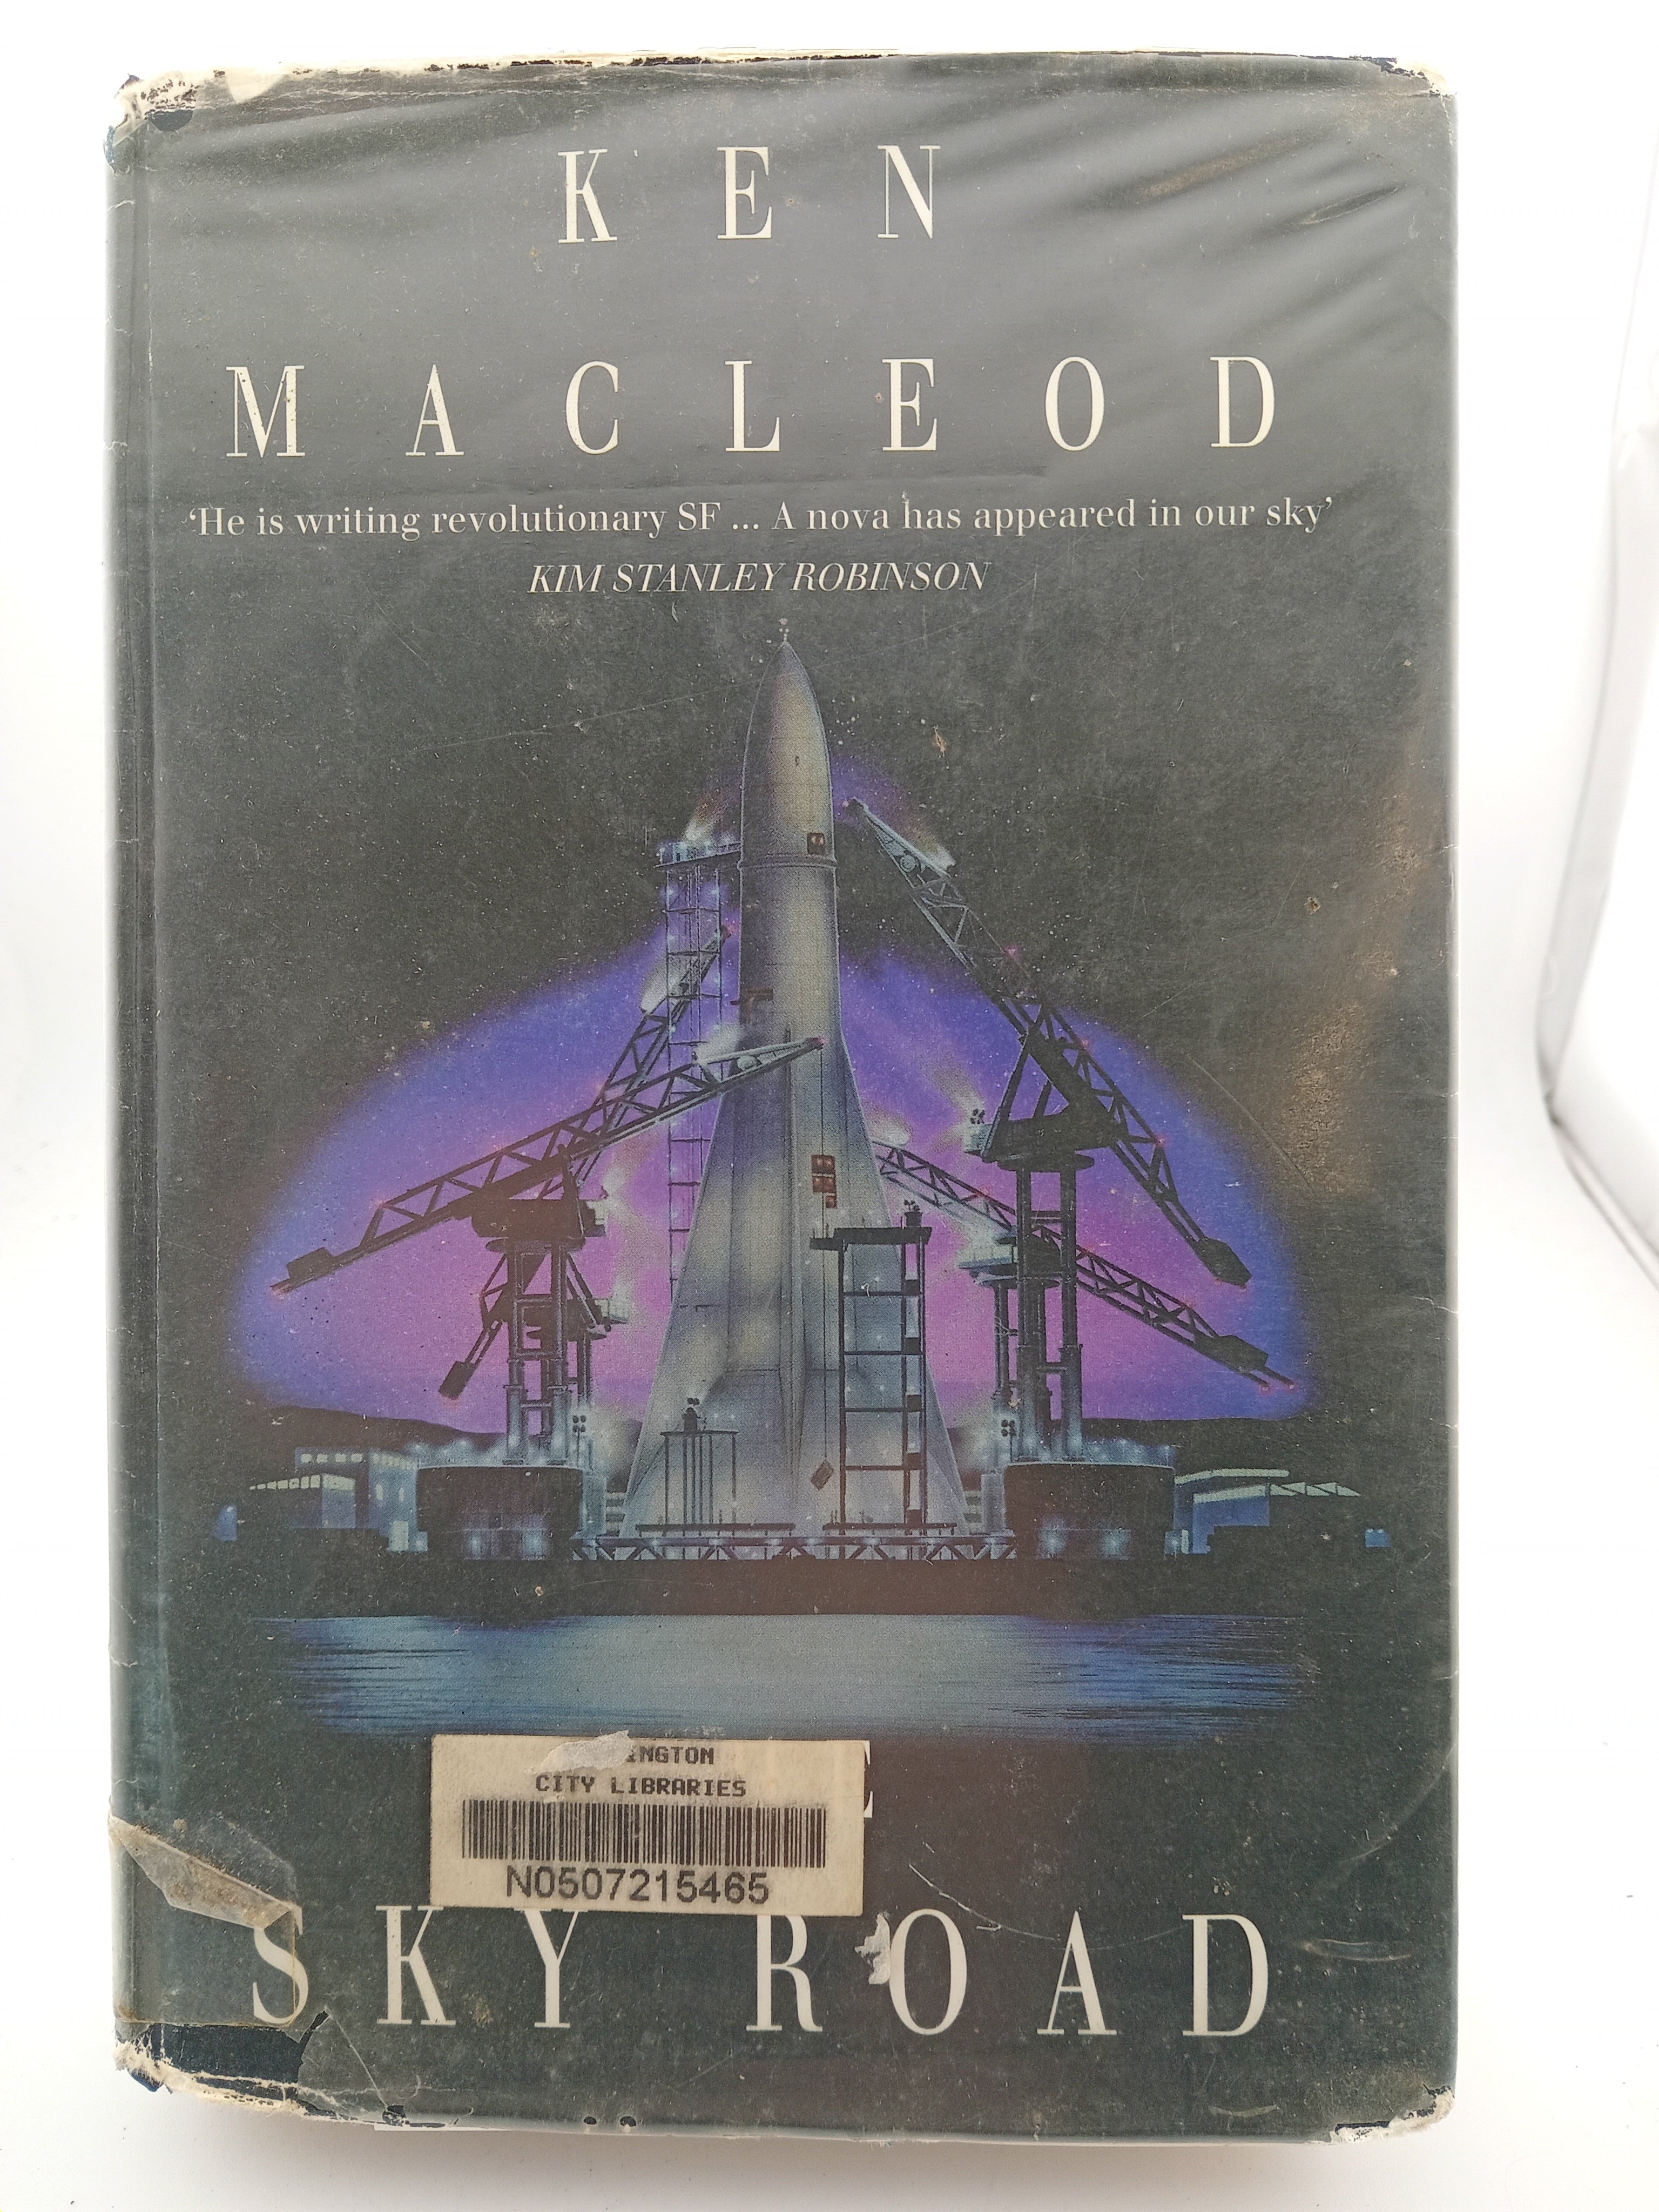 KEN
MACLEOD
‘He is writing revolutionary SF ... A nova has appeared in our sky’
KIM STANLEY ROBINSON
CITY LIBRARIES
N0507215465
SKY ROAD